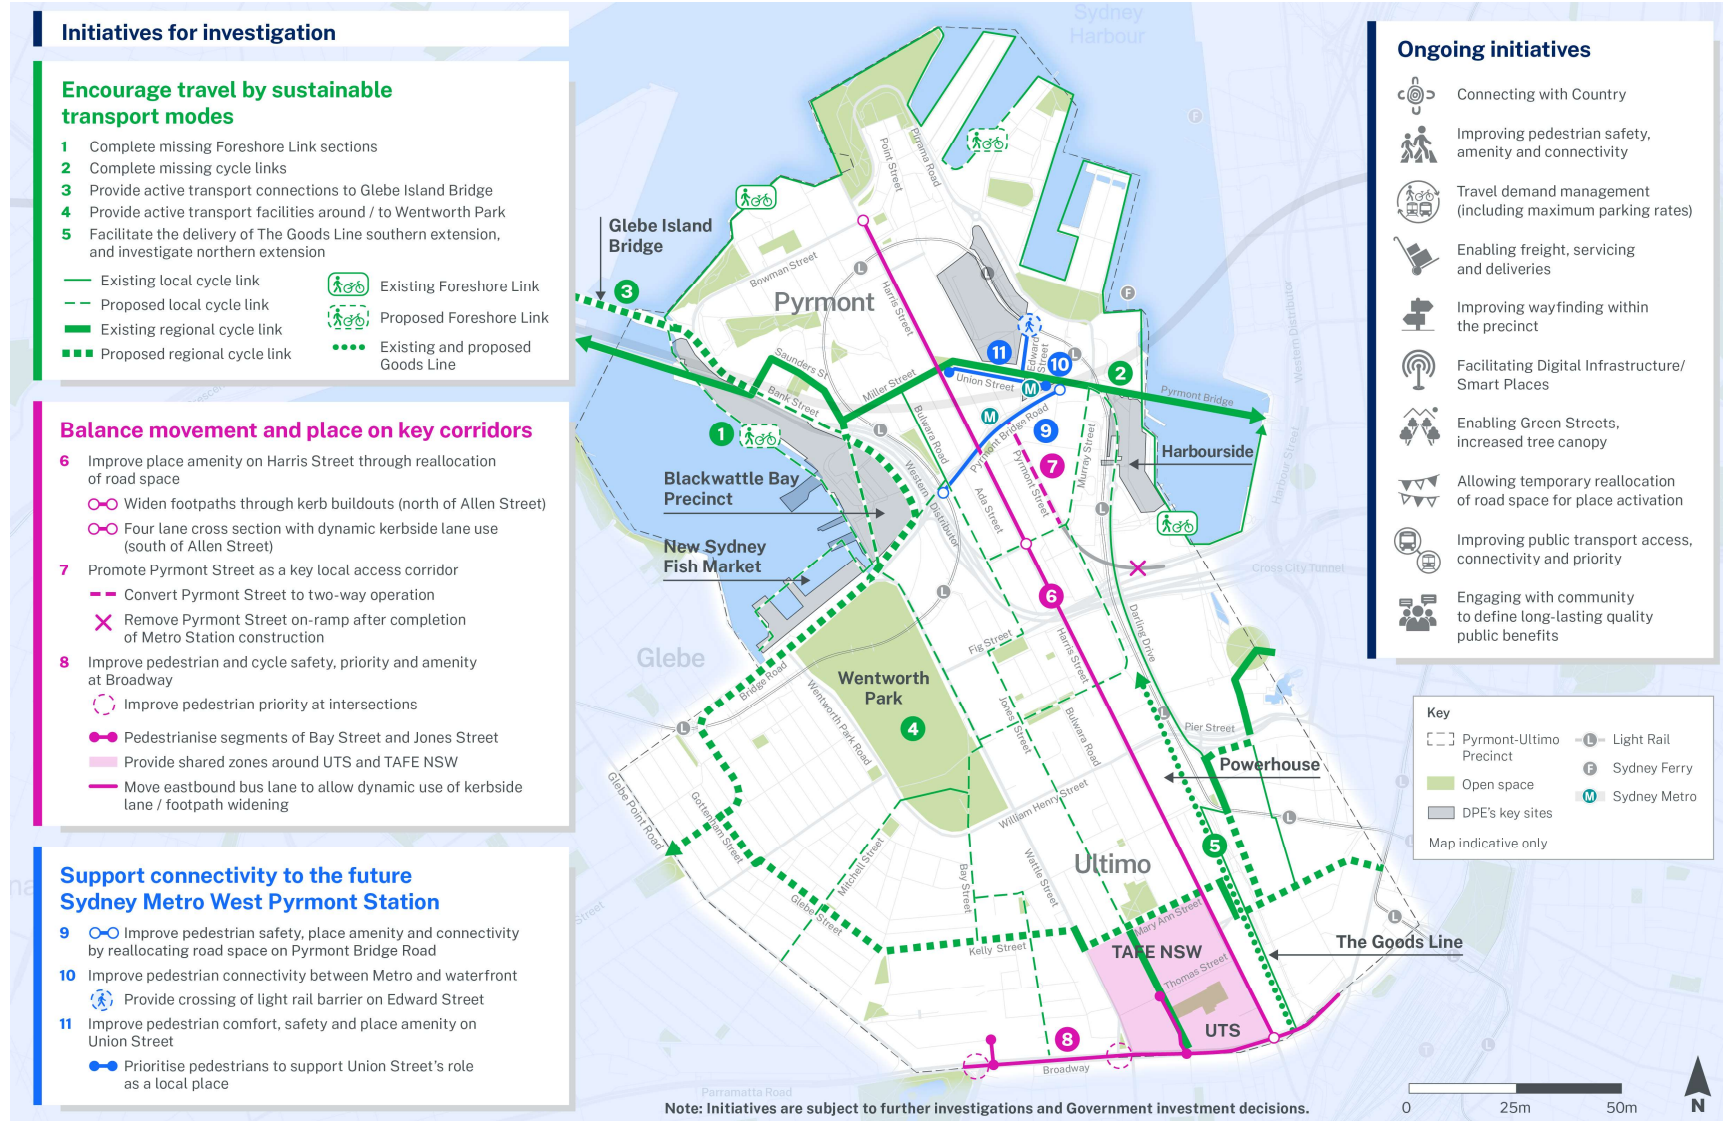 Initiatives for investigation
Encourage travel by sustainable
transport modes
1 Complete missing Foreshore Link sections
2 Complete missing cycle links
3 Provide active transport connections to Glebe Island Bridge
4 Provide active transport facilities around / to Wentworth Park
5 Facilitate the delivery of The Goods Line southern extension,
and investigate northern extension
Existing local cycle link
Proposed local cycle link
Existing regional cycle link
Proposed regional cycle link
Existing Foreshore Link
Proposed Foreshore Link
Existing and proposed
Goods Line
Balance movement and place on key corridors
6 Improve place amenity on Harris Street through reallocation
of road space
Widen footpaths through kerb buildouts (north of Allen Street)
Four lane cross section with dynamic kerbside lane use
(south of Allen Street)
7 Promote Pyrmont Street as a key local access corridor
Convert Pyrmont Street to two-way operation
Remove Pyrmont Street on-ramp after completion
of Metro Station construction
8 Improve pedestrian and cycle safety, priority and amenity
at Broadway
Improve pedestrian priority at intersections
Pedestrianise segments of Bay Street and Jones Street
Provide shared zones around UTS and TAFE NSW
Move eastbound bus lane to allow dynamic use of kerbside
lane / footpath widening
Support connectivity to the future
Sydney Metro West Pyrmont Station
9 Improve pedestrian safety, place amenity and connectivity
by reallocating road space on Pyrmont Bridge Road
10 Improve pedestrian connectivity between Metro and waterfront
Provide crossing of light rail barrier on Edward Street
11 Improve pedestrian comfort, safety and place amenity on
Union Street
Prioritise pedestrians to support Union Street's role
as a local place
Sydney
Harbour
F
Point Street
Pirrama Road
Glebe Island
Bridge
3
Bowman Street
L
Pyrmont
Harris Street
L
F
11
Edward
Street
L
10
2
Saunders St
Miller Street
Union Street
M
Pyrmont Bridge
Western Distributor
Bank Street
M
1
L
Bulwara Road
Pyrmont Bridge Road
9
Murray Street
Harbourside
Harbour Street
7
Pyrmont Street
Blackwattle Bay
Precinct
Western
Distributor
Ada Street
L
New Sydney
Fish Market
Cross City Tunnel
L
6
Darling Drive
Fig Street
Harris Street
Glebe
Bridge Road
Wentworth
Park
Wentworth Park Road
4
L
Jones Street
Bulwara Road
L
Pier Street
Powerhouse
Glebe Point Road
Gottenham Street
William Henry Street
L
L
L
5
Mitchell Street
Bay Street
Wattle Street
Ultimo
Glebe Street
Street
Kelly Street
Mary Ann Street
TAFE NSW
Thomas Street
L
The Goods Line
L
UTS
8
Broadway
Parramatta Road
T
L
Note: Initiatives are subject to further investigations and Government investment decisions.
Ongoing initiatives
Connecting with Country
Improving pedestrian safety,
amenity and connectivity
Travel demand management
(including maximum parking rates)
Enabling freight, servicing
and deliveries
Improving wayfinding within
the precinct
Facilitating Digital Infrastructure/
Smart Places
Enabling Green Streets,
increased tree canopy
Allowing temporary reallocation
of road space for place activation
Improving public transport access,
connectivity and priority
Engaging with community
to define long-lasting quality
public benefits
Key
Pyrmont-Ultimo
Precinct
Open space
DPE's key sites
L Light Rail
F Sydney Ferry
M Sydney Metro
Map indicative only
0 25m 50m
N